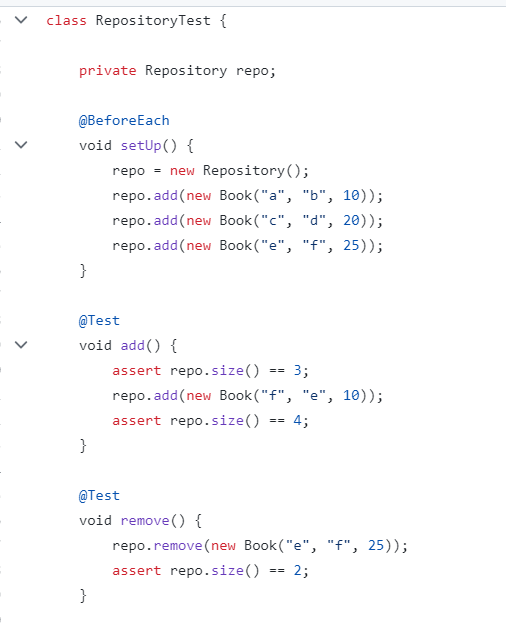 class RepositoryTest {
private Repository repo;
@BeforeEach
void setUp() {
repo = new Repository();
repo.add(new Book("a", "b", 10));
repo.add(new Book("c", "d", 20));
repo.add(new Book("e", "f", 25));
}
@Test
void add() {
assert repo.size() == 3;
repo.add(new Book("f", "e", 10));
assert repo.size() == 4;
}
@Test
void remove() {
repo.remove(new Book("e", "f", 25));
assert repo.size() == 2;
}